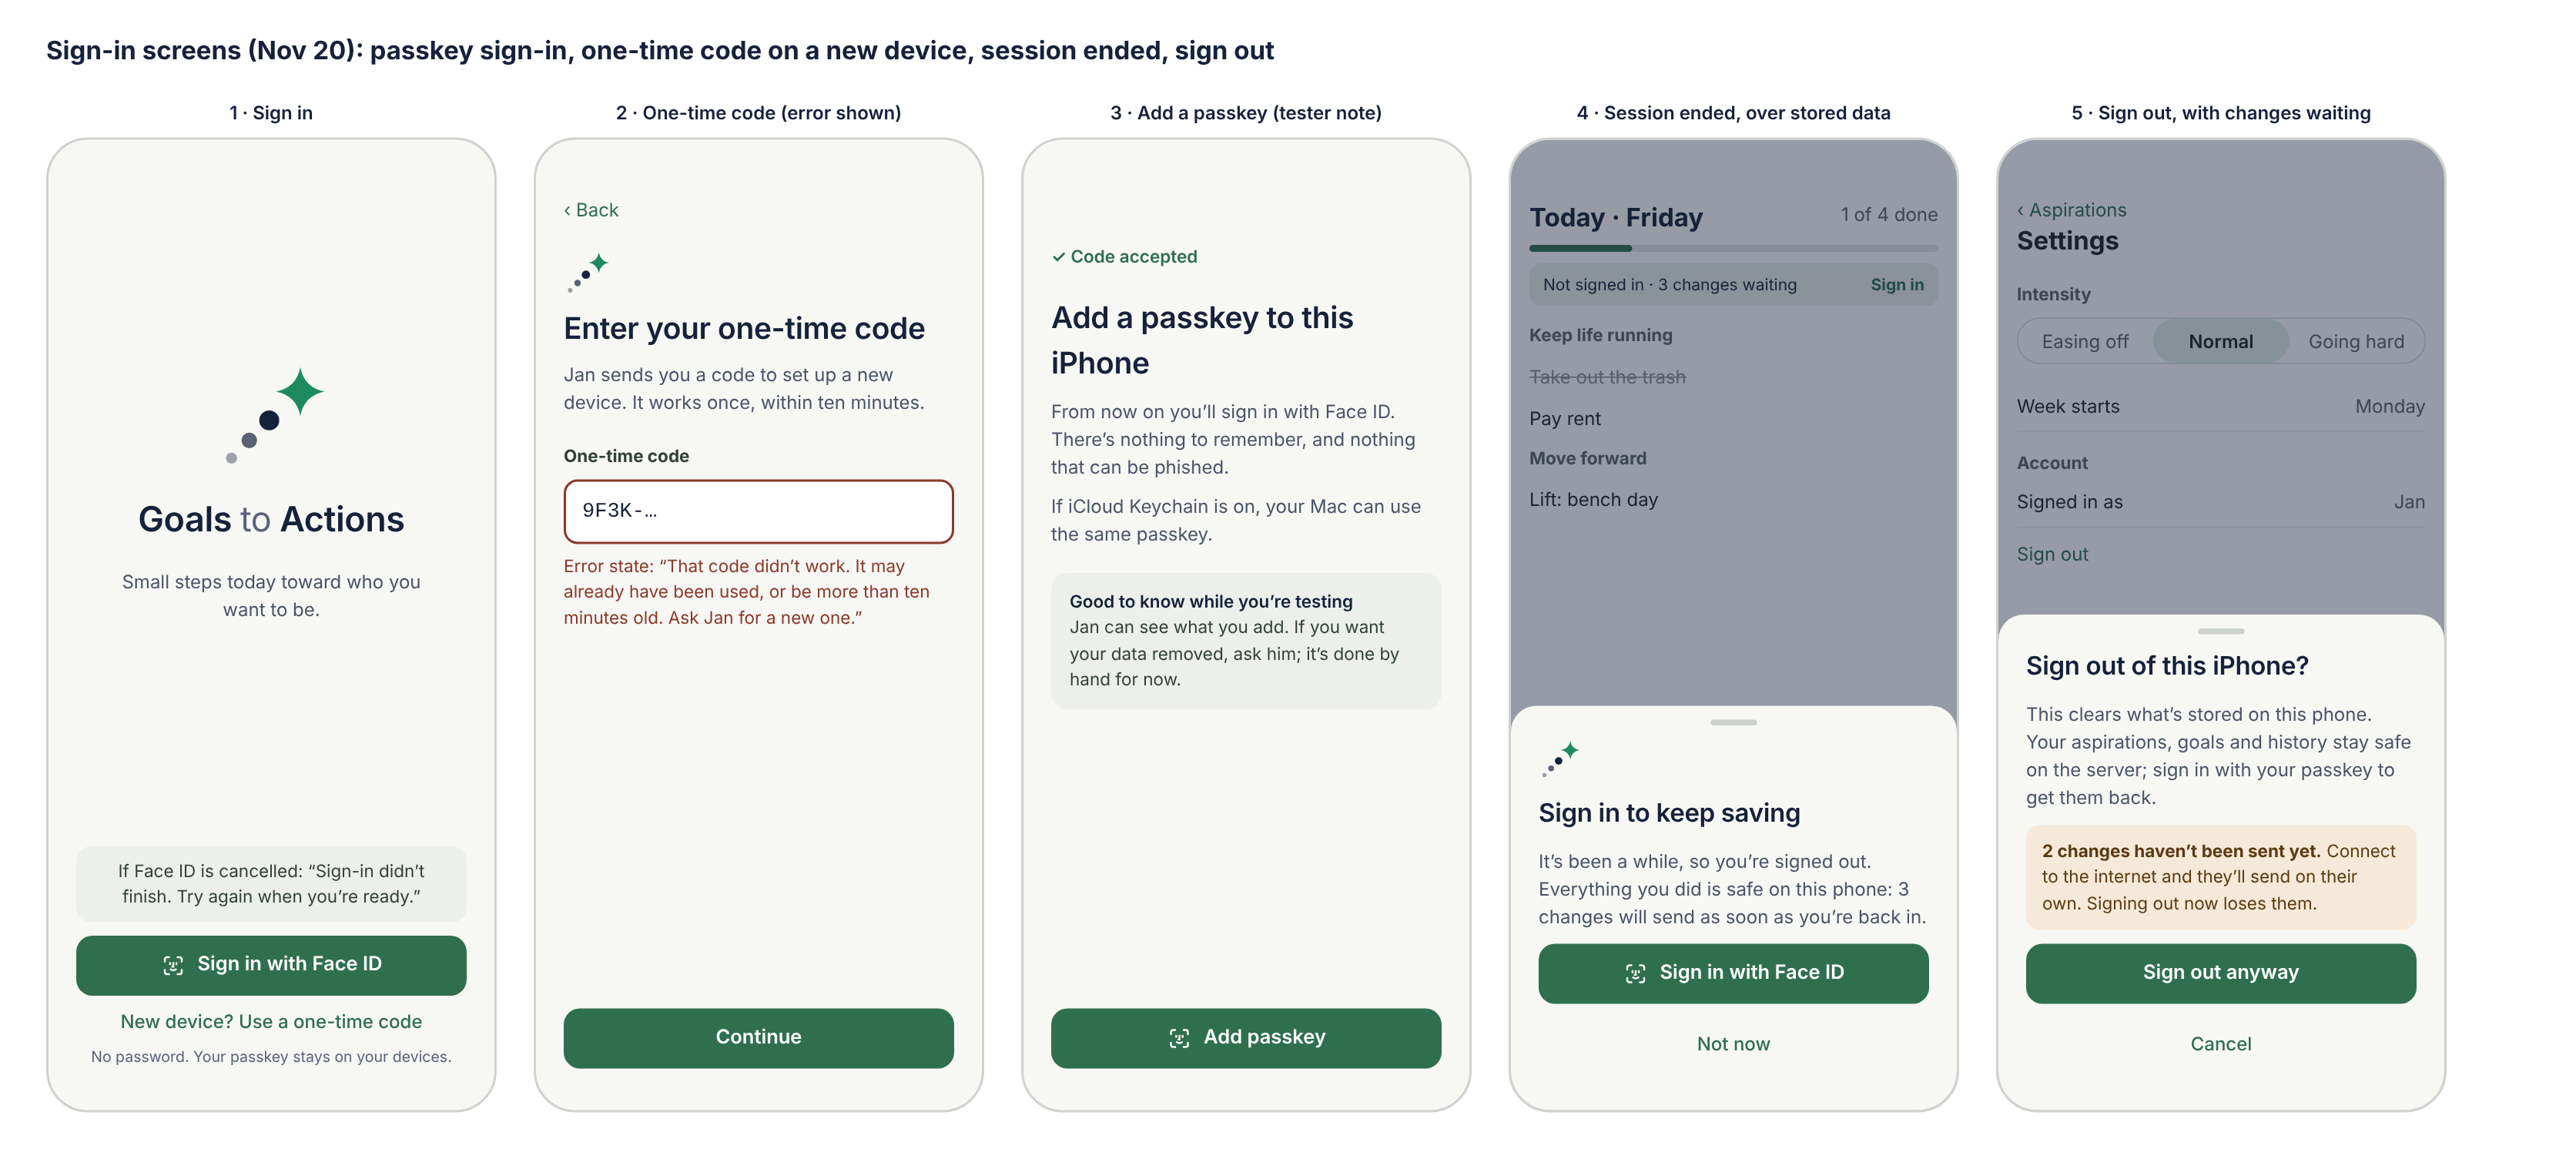 Sign-in screens (Nov 20): passkey sign-in, one-time code on a new device, session ended, sign out
1 · Sign in
Goals to Actions
Small steps today toward who you
want to be.
If Face ID is cancelled: “Sign-in didn’t
finish. Try again when you’re ready.”
Sign in with Face ID
New device? Use a one-time code
No password. Your passkey stays on your devices.
2 · One-time code (error shown)
‹ Back
Enter your one-time code
Jan sends you a code to set up a new
device. It works once, within ten minutes.
One-time code
9F3K-…
Error state: “That code didn’t work. It may
already have been used, or be more than ten
minutes old. Ask Jan for a new one.”
Continue
3 · Add a passkey (tester note)
✓ Code accepted
Add a passkey to this
iPhone
From now on you’ll sign in with Face ID.
There’s nothing to remember, and nothing
that can be phished.
If iCloud Keychain is on, your Mac can use
the same passkey.
Good to know while you’re testing
Jan can see what you add. If you want
your data removed, ask him; it’s done by
hand for now.
Add passkey
4 · Session ended, over stored data
Today · Friday 1 of 4 done
Not signed in · 3 changes waiting Sign in
Keep life running
Take out the trash
Pay rent
Move forward
Lift: bench day
Sign in to keep saving
It’s been a while, so you’re signed out.
Everything you did is safe on this phone: 3
changes will send as soon as you’re back in.
Sign in with Face ID
Not now
5 · Sign out, with changes waiting
‹ Aspirations
Settings
Intensity
Easing off Normal Going hard
Week starts Monday
Account
Signed in as Jan
Sign out
Sign out of this iPhone?
This clears what’s stored on this phone.
Your aspirations, goals and history stay safe
on the server; sign in with your passkey to
get them back.
2 changes haven’t been sent yet. Connect
to the internet and they’ll send on their
own. Signing out now loses them.
Sign out anyway
Cancel